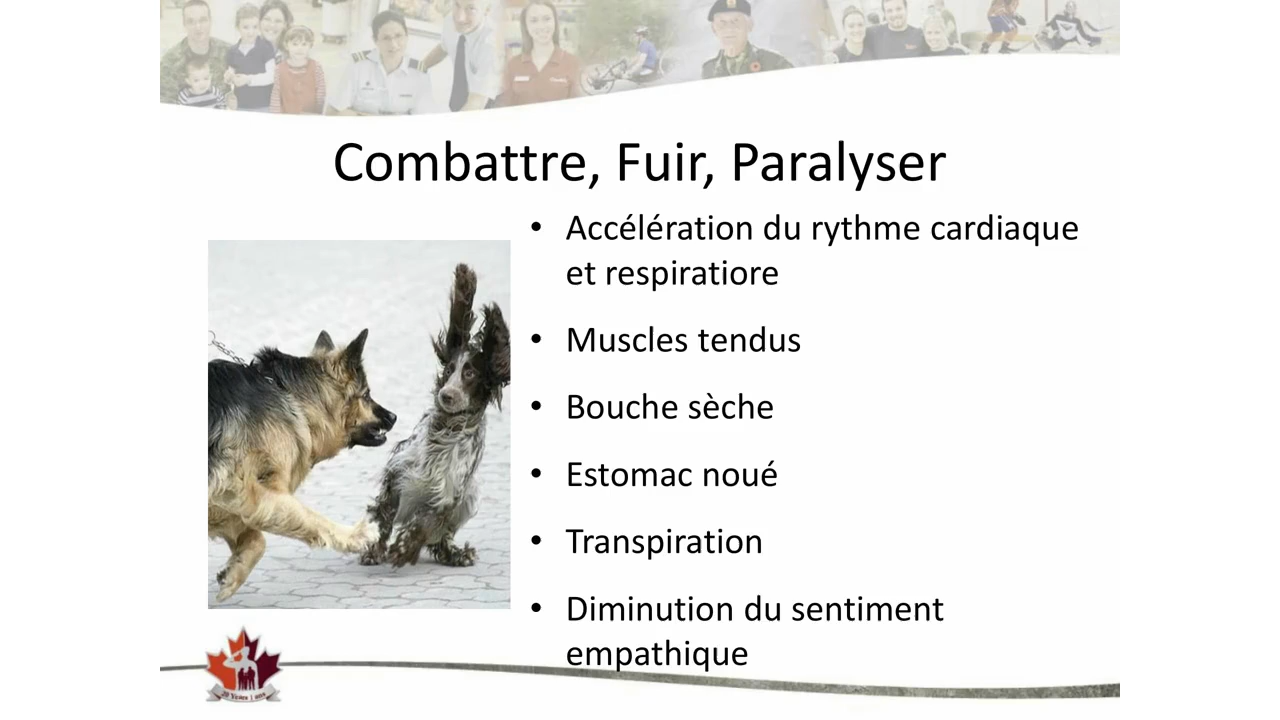 Combattre, Fuir, Paralyser
• Accélération du rythme cardiaque
et respiratiore
• Muscles tendus
• Bouche sèche
• Estomac noué
• Transpiration
• Diminution du sentiment
empathique